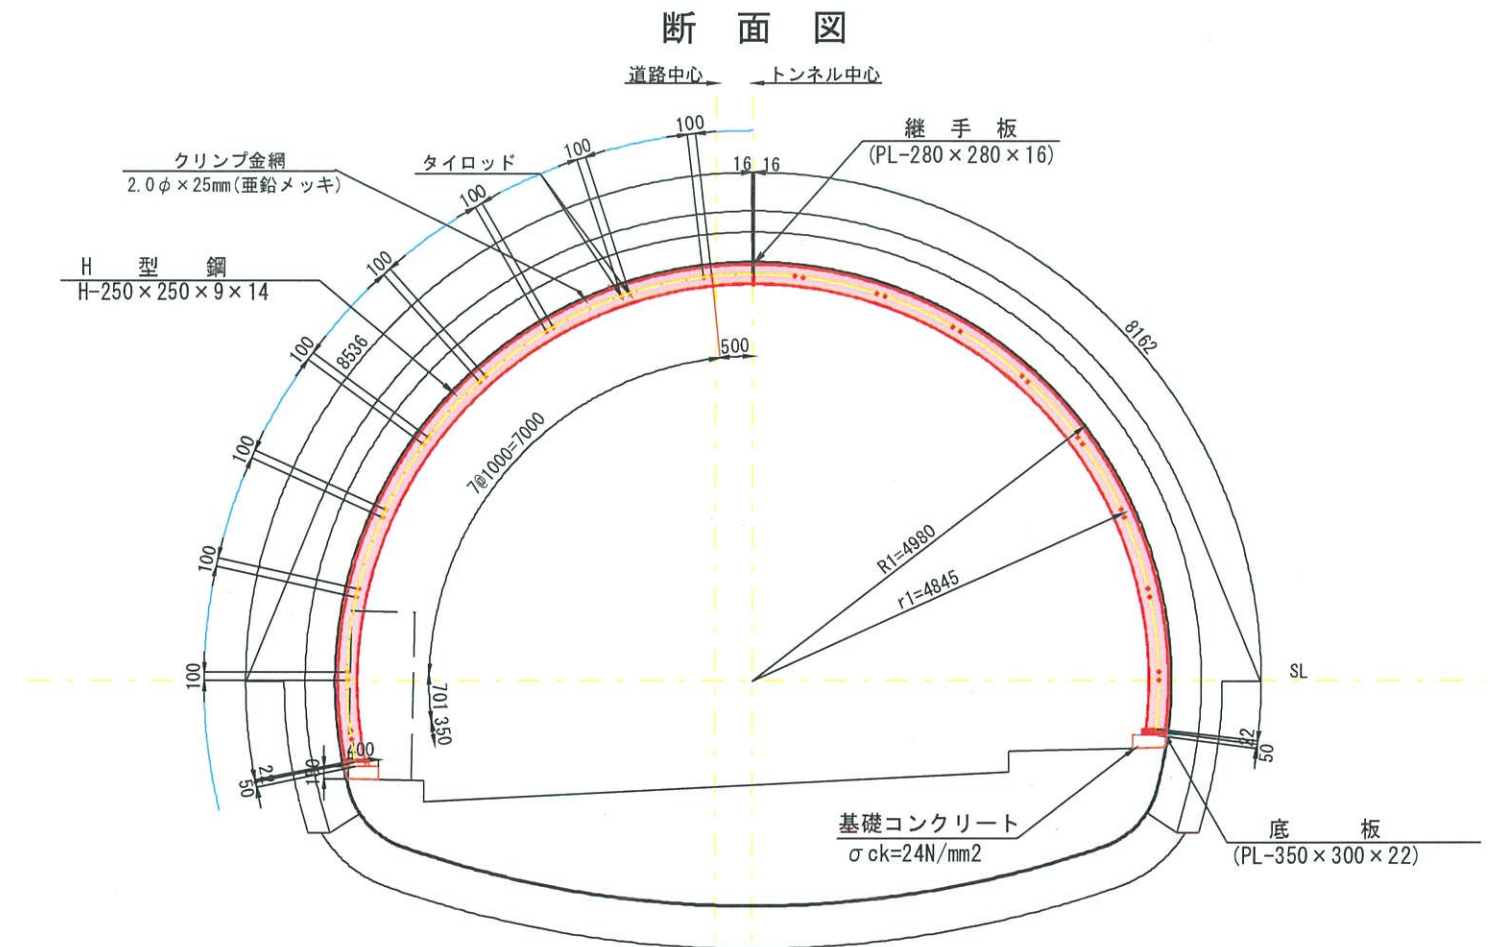 断 面 図
道路中心
トンネル中心
継 手 板
(PL-280×280×16)
クリンプ金網
2.0φ×25mm(亜鉛メッキ)
タイロッド
H 型 鋼
H-250×250×9×14
100
100
100
100
100
100
100
100
16 16
8536
8162
500
7@1000=7000
R1=4980
r1=4845
SL
701
350
400
50
22
50
基礎コンクリート
σck=24N/mm2
底 板
(PL-350×300×22)